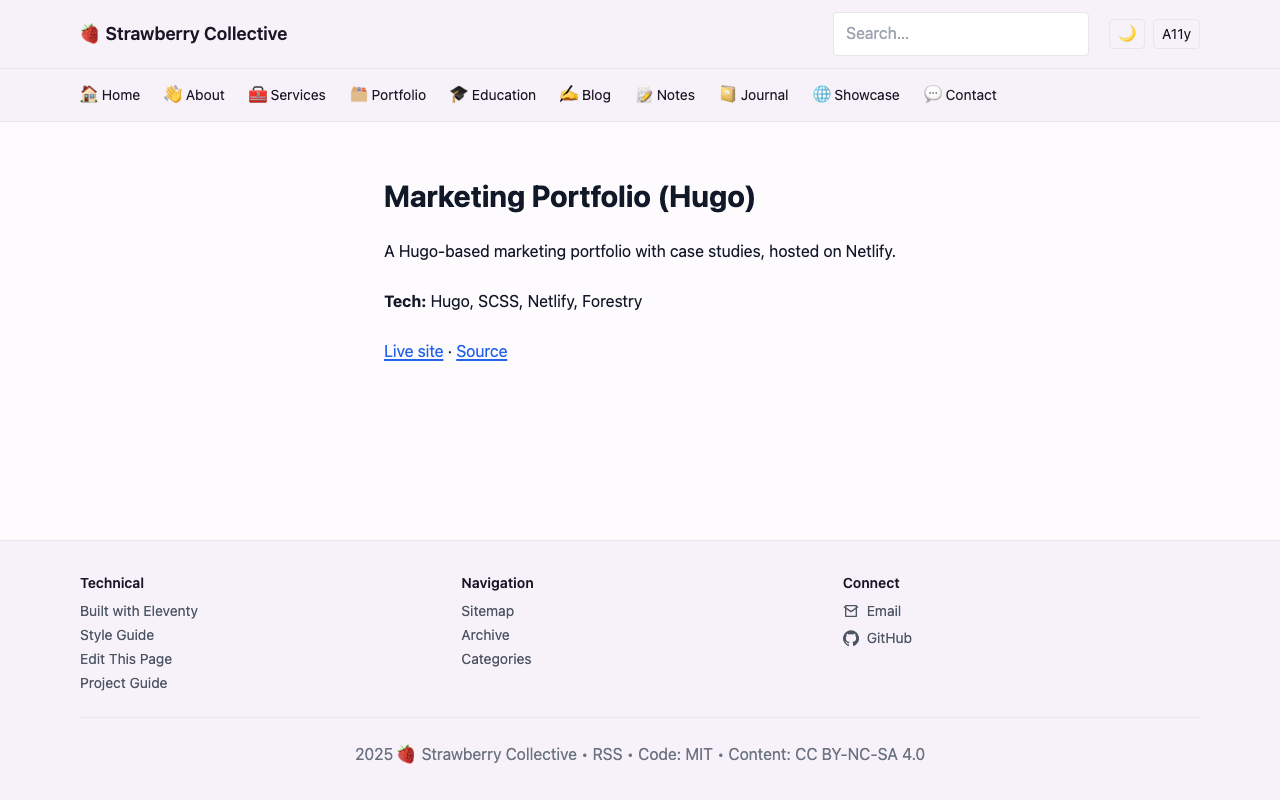 🍓 Strawberry Collective
Search...
🌙
A11y
🏠 Home 👋 About 🧰 Services 🗂️ Portfolio 🎓 Education ✍️ Blog 📝 Notes 📔 Journal 🌐 Showcase 💬 Contact
Marketing Portfolio (Hugo)
A Hugo-based marketing portfolio with case studies, hosted on Netlify.
Tech: Hugo, SCSS, Netlify, Forestry
Live site · Source
Technical
Built with Eleventy
Style Guide
Edit This Page
Project Guide
Navigation
Sitemap
Archive
Categories
Connect
Email
GitHub
2025 🍓 Strawberry Collective • RSS • Code: MIT • Content: CC BY-NC-SA 4.0